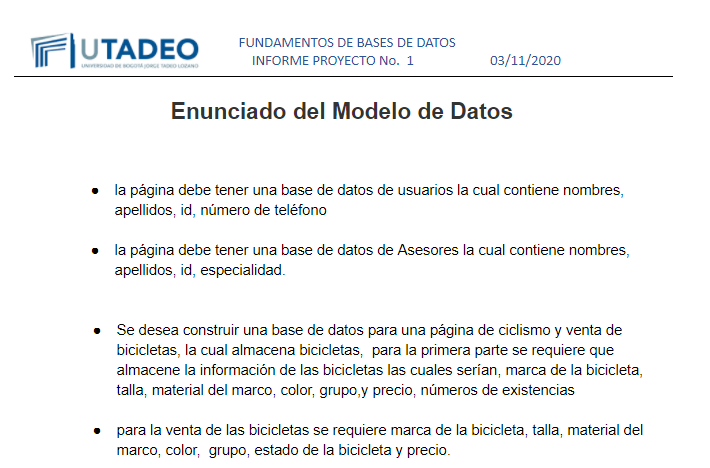 UTADEO
UNIVERSIDAD DE BOGOTÁ JORGE TADEO LOZANO
FUNDAMENTOS DE BASES DE DATOS
INFORME PROYECTO No. 1 03/11/2020
Enunciado del Modelo de Datos
● la página debe tener una base de datos de usuarios la cual contiene nombres,
apellidos, id, número de teléfono
● la página debe tener una base de datos de Asesores la cual contiene nombres,
apellidos, id, especialidad.
● Se desea construir una base de datos para una página de ciclismo y venta de
bicicletas, la cual almacena bicicletas, para la primera parte se requiere que
almacene la información de las bicicletas las cuales serían, marca de la bicicleta,
talla, material del marco, color, grupo,y precio, números de existencias
● para la venta de las bicicletas se requiere marca de la bicicleta, talla, material del
marco, color, grupo, estado de la bicicleta y precio.